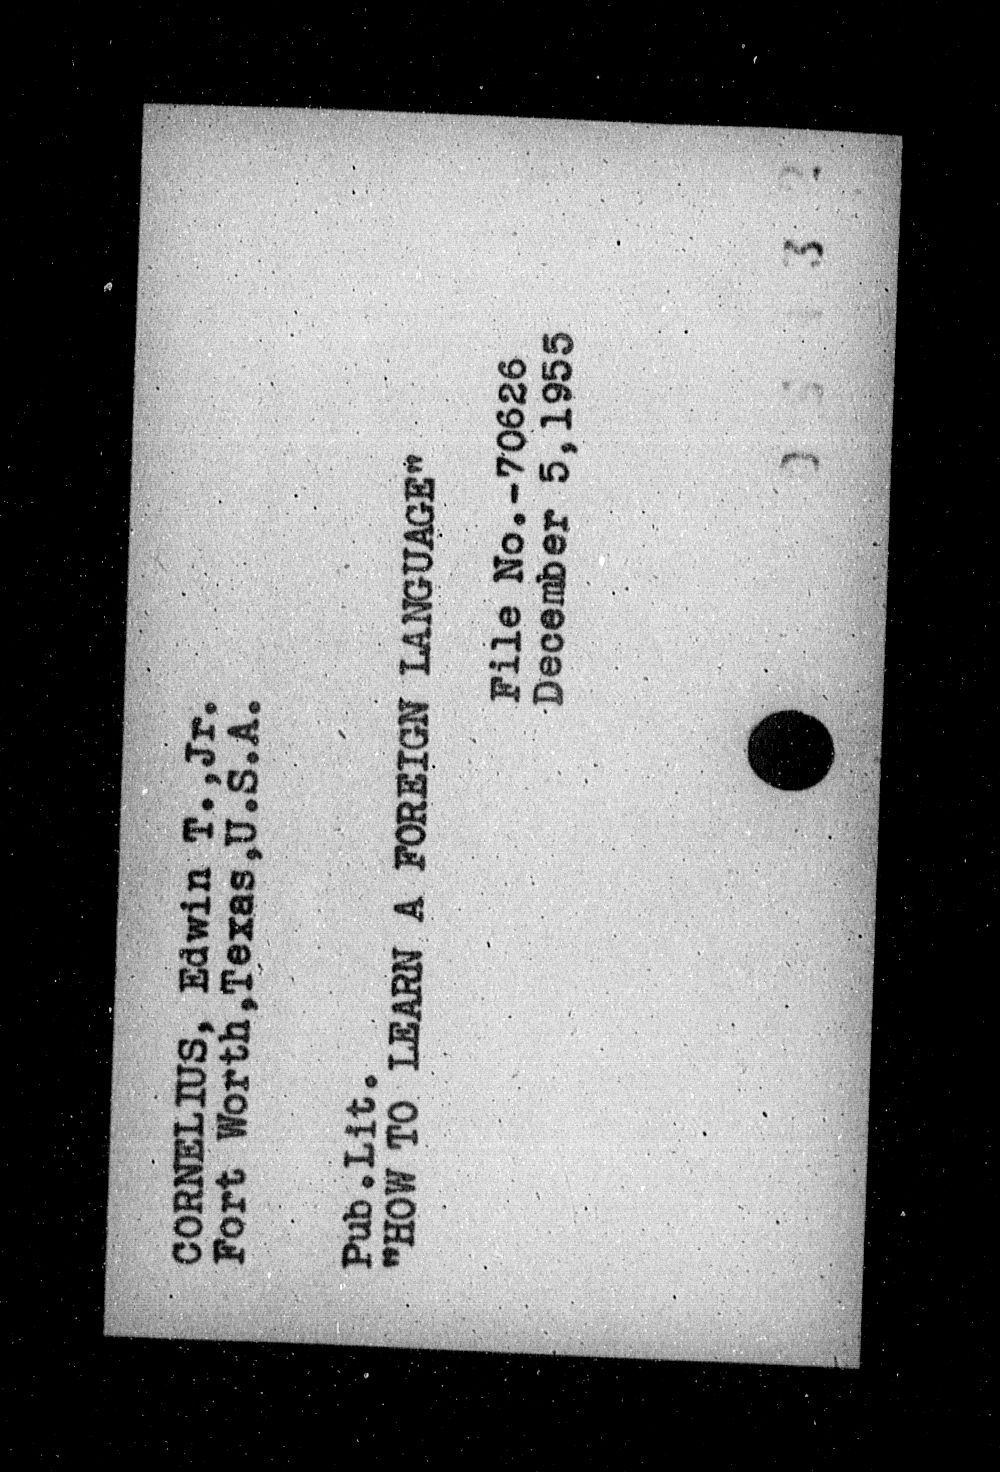 CORNELIUS, Edwin T.,Jr.
Fort Worth,Texas,U.S.A.
Pub.Lit.
"HOW TO LEARN A FOREIGN LANGUAGE"
File No.-70626
December 5,1955